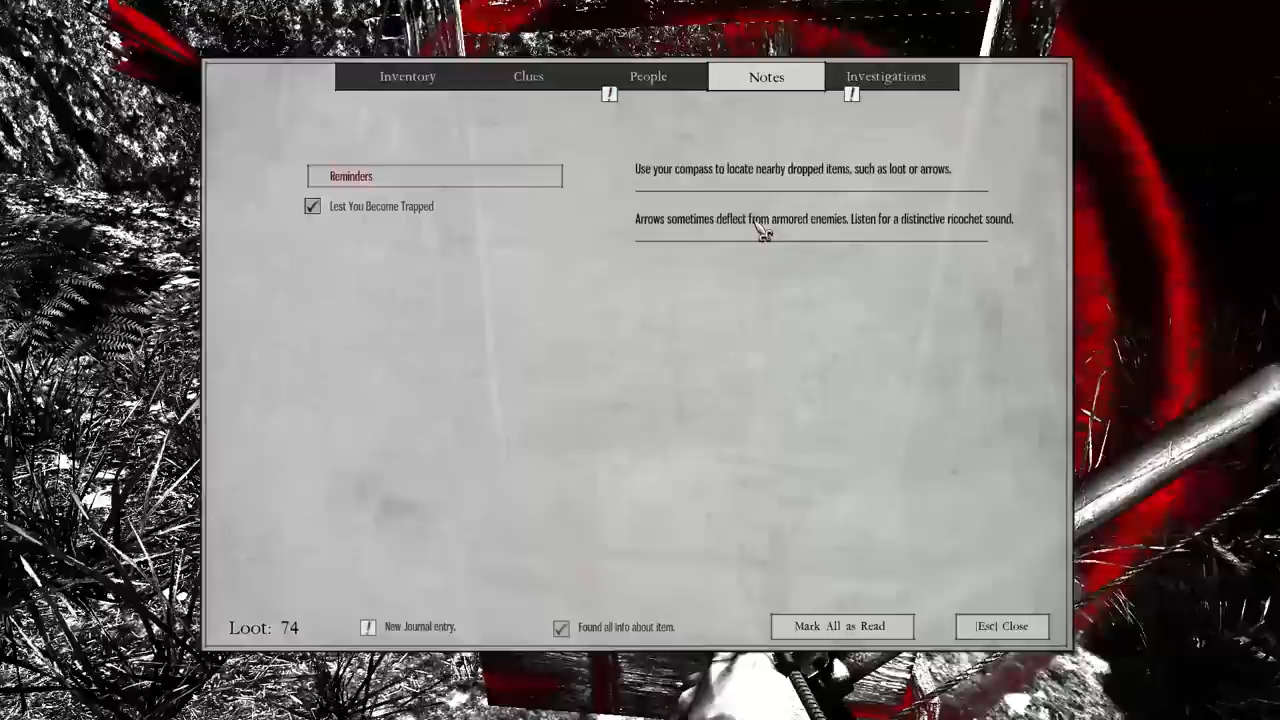 Inventory Clues People Notes Investigations
! !
Reminders
Lest You Become Trapped
Use your compass to locate nearby dropped items, such as loot or arrows.
Arrows sometimes deflect from armored enemies. Listen for a distinctive ricochet sound.
Loot: 74 ! New Journal entry. Found all info about item. Mark All as Read [Esc] Close